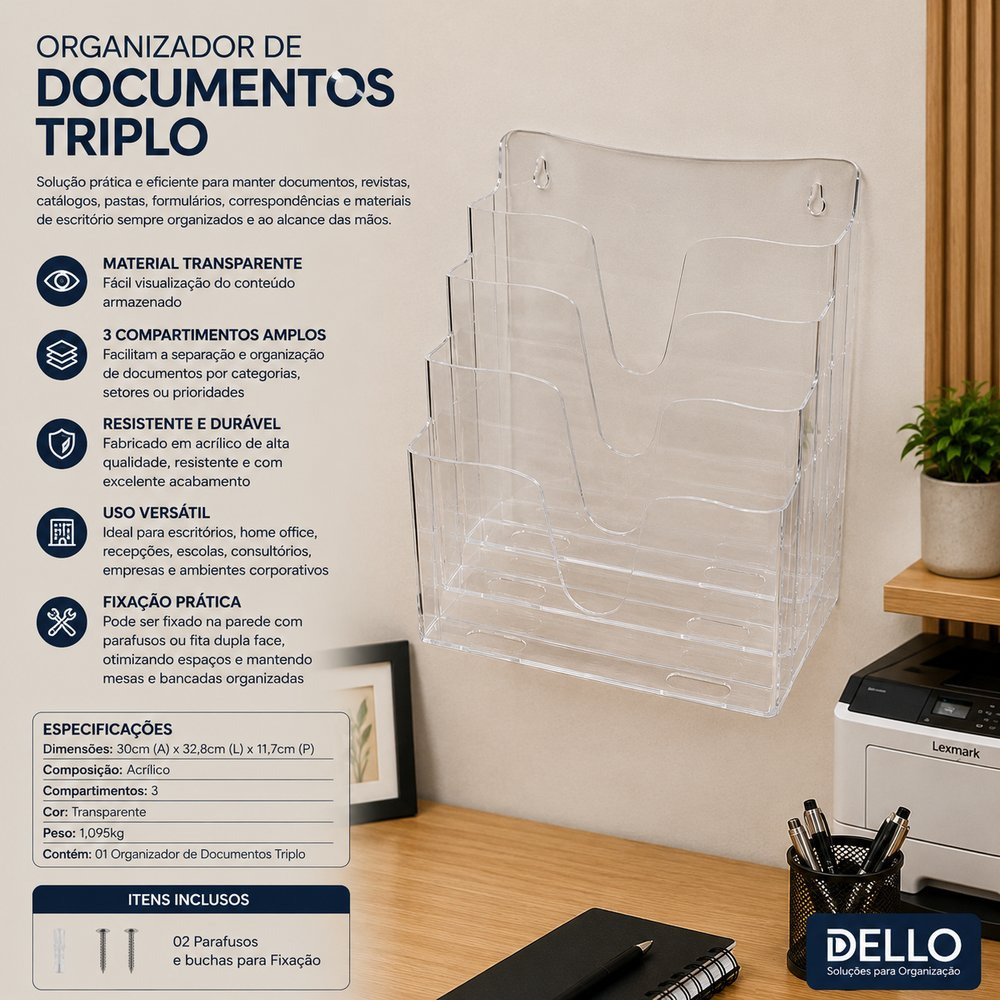 ORGANIZADOR DE
DOCUMENTOS
TRIPLO
Solução prática e eficiente para manter documentos, revistas,
catálogos, pastas, formulários, correspondências e materiais
de escritório sempre organizados e ao alcance das mãos.
MATERIAL TRANSPARENTE
Fácil visualização do conteúdo
armazenado
3 COMPARTIMENTOS AMPLOS
Facilitam a separação e organização
de documentos por categorias,
setores ou prioridades
RESISTENTE E DURÁVEL
Fabricado em acrílico de alta
qualidade, resistente e com
excelente acabamento
USO VERSÁTIL
Ideal para escritórios, home office,
recepções, escolas, consultórios,
empresas e ambientes corporativos
FIXAÇÃO PRÁTICA
Pode ser fixado na parede com
parafusos ou fita dupla face,
otimizando espaços e mantendo
mesas e bancadas organizadas
ESPECIFICAÇÕES
Dimensões: 30cm (A) x 32,8cm (L) x 11,7cm (P)
Composição: Acrílico
Compartimentos: 3
Cor: Transparente
Peso: 1,095kg
Contém: 01 Organizador de Documentos Triplo
ITENS INCLUSOS
02 Parafusos
e buchas para Fixação
Lexmark
DELLO
Soluções para Organização